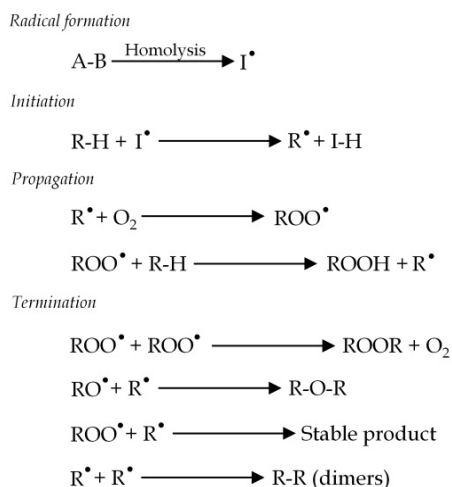 Radical formation
A-B Homolysis I•
Initiation
R-H + I• R• + I-H
Propagation
R• + O₂ ROO•
ROO• + R-H ROOH + R•
Termination
ROO• + ROO• ROOR + O₂
RO• + R• R-O-R
ROO• + R• Stable product
R• + R• R-R (dimers)